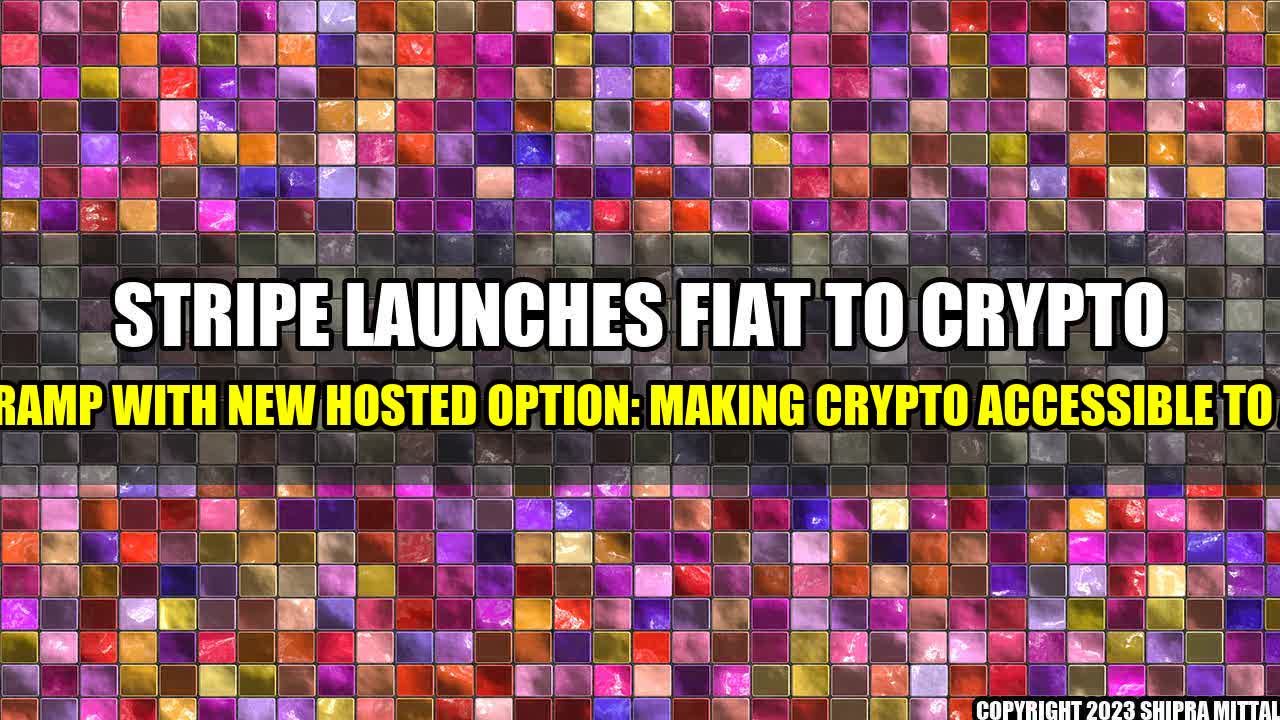 STRIPE LAUNCHES FIAT TO CRYPTO
RAMP WITH NEW HOSTED OPTION: MAKING CRYPTO ACCESSIBLE TO
COPYRIGHT 2023 SHIPRA MITTAL